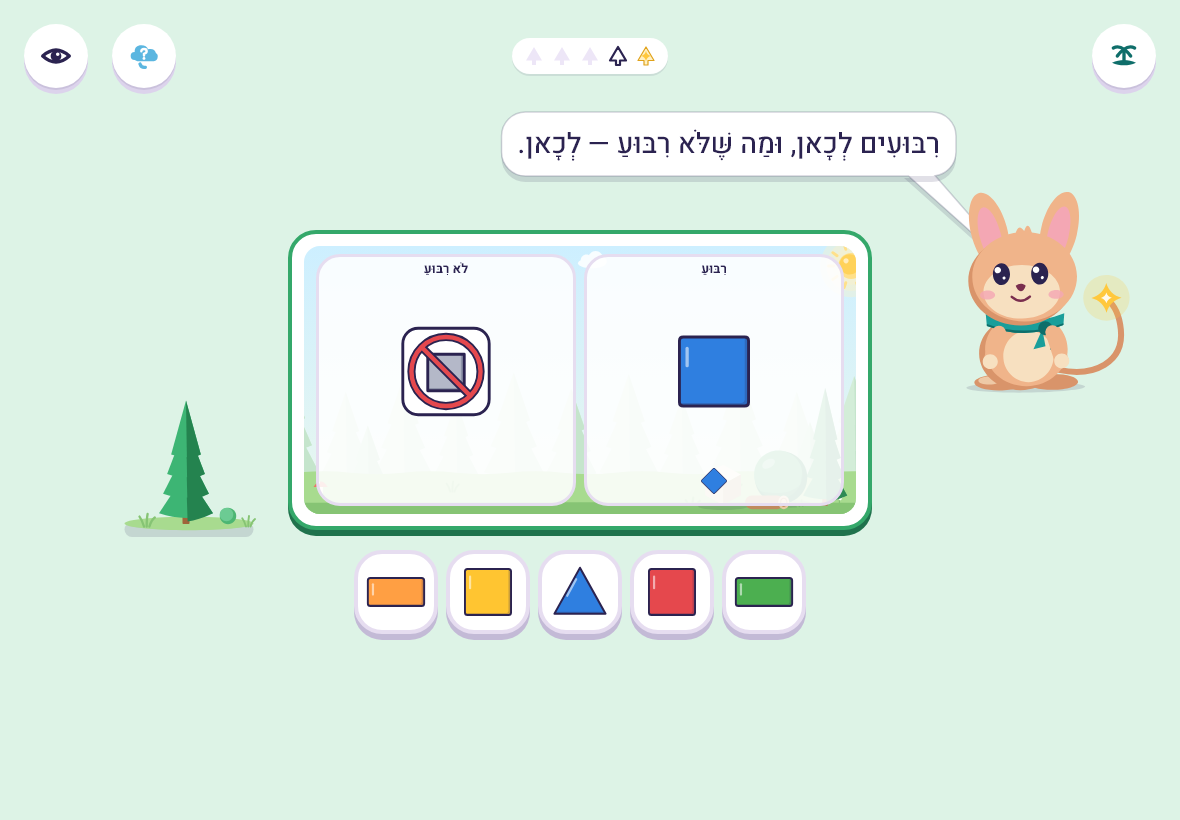 רִבּוּעִים לְכָאן, וּמַה שֶּׁלֹּא רִבּוּעַ – לְכָאן.
רִבּוּעַ
לֹא רִבּוּעַ
?